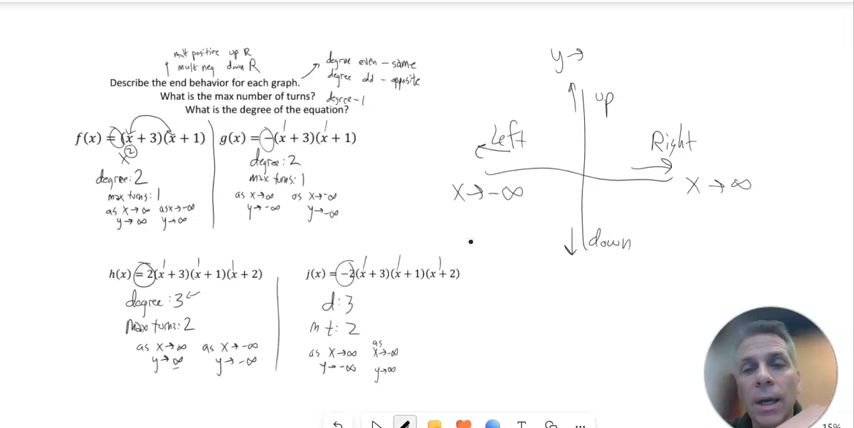 mult positive up R
↑ mult neg down R
degree even - same
degree odd - opposite
Describe the end behavior for each graph.
What is the max number of turns? degree-1
What is the degree of the equation?
f(x) = (x + 3)(x + 1)
x²
degree: 2
max turns: 1
as x→∞ as x→-∞
y→∞ y→∞
g(x) = -(x + 3)(x + 1)
degree: 2
max turns: 1
as x→∞ as x→-∞
y→-∞ y→-∞
h(x) = 2(x + 3)(x + 1)(x + 2)
degree: 3
max turns: 2
as x→∞ as x→-∞
y→∞ y→-∞
j(x) = -2(x + 3)(x + 1)(x + 2)
d: 3
mt: 2
as x→∞ as x→-∞
y→-∞ y→∞
y→
up
Left
Right
x→-∞
x→∞
down
15%